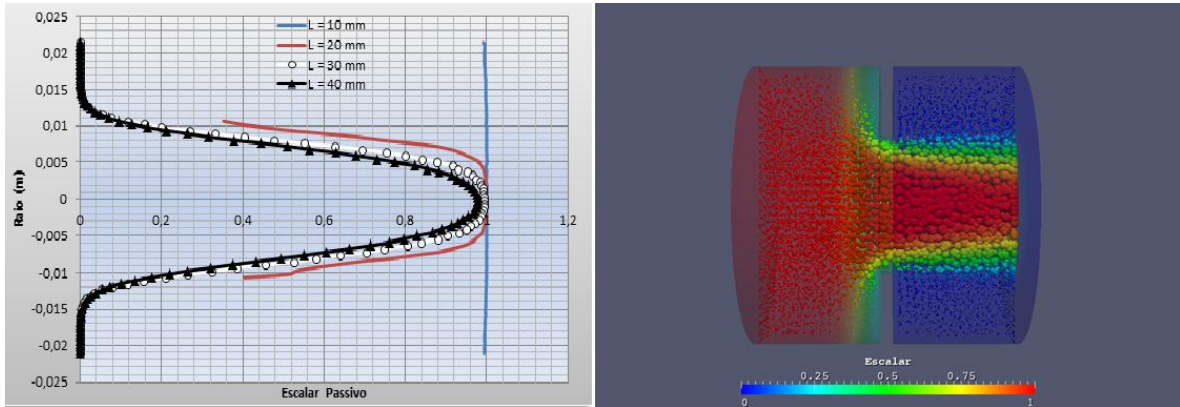 0,025
0,02
0,015
0,01
0,005
0
-0,005
-0,01
-0,015
-0,02
-0,025
Raio (m)
L = 10 mm
L = 20 mm
L = 30 mm
L = 40 mm
0 0,2 0,4 0,6 0,8 1 1,2
Escalar Passivo
Escalar
0.25 0.5 0.75
0 1